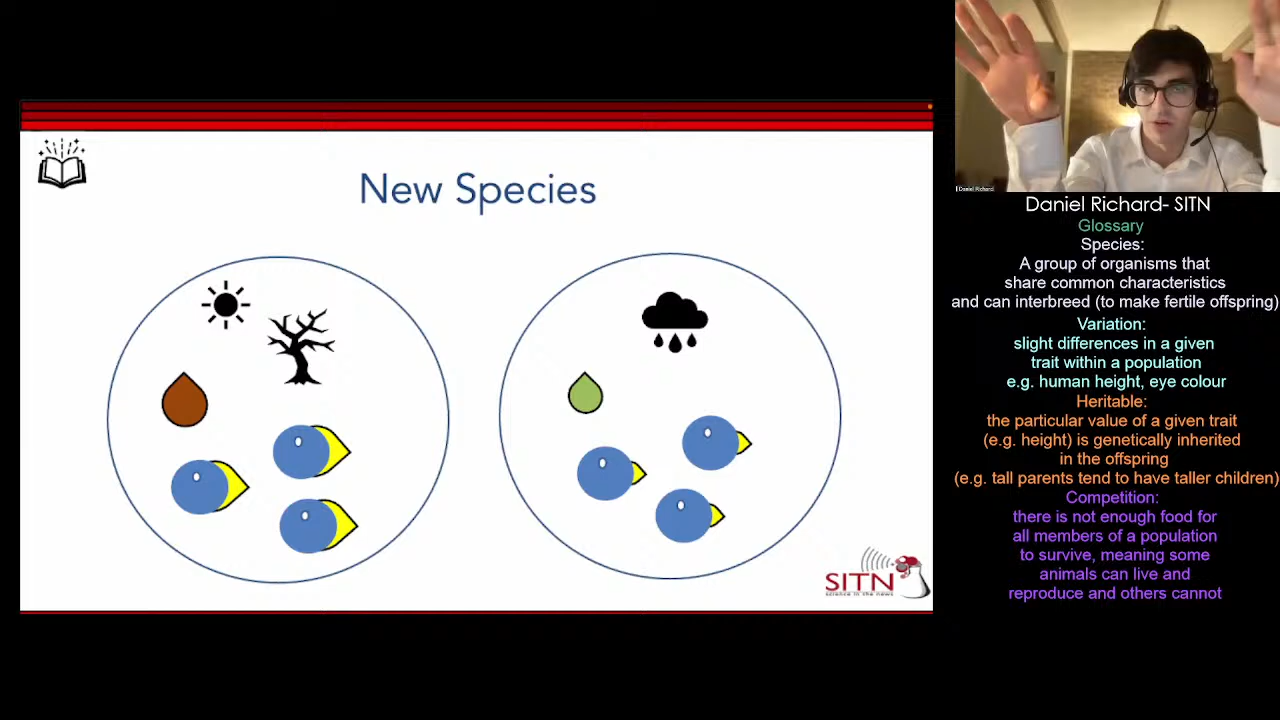 New Species
SITN
science in the news
Daniel Richard
Daniel Richard- SITN
Glossary
Species:
A group of organisms that
share common characteristics
and can interbreed (to make fertile offspring)
Variation:
slight differences in a given
trait within a population
e.g. human height, eye colour
Heritable:
the particular value of a given trait
(e.g. height) is genetically inherited
in the offspring
(e.g. tall parents tend to have taller children)
Competition:
there is not enough food for
all members of a population
to survive, meaning some
animals can live and
reproduce and others cannot